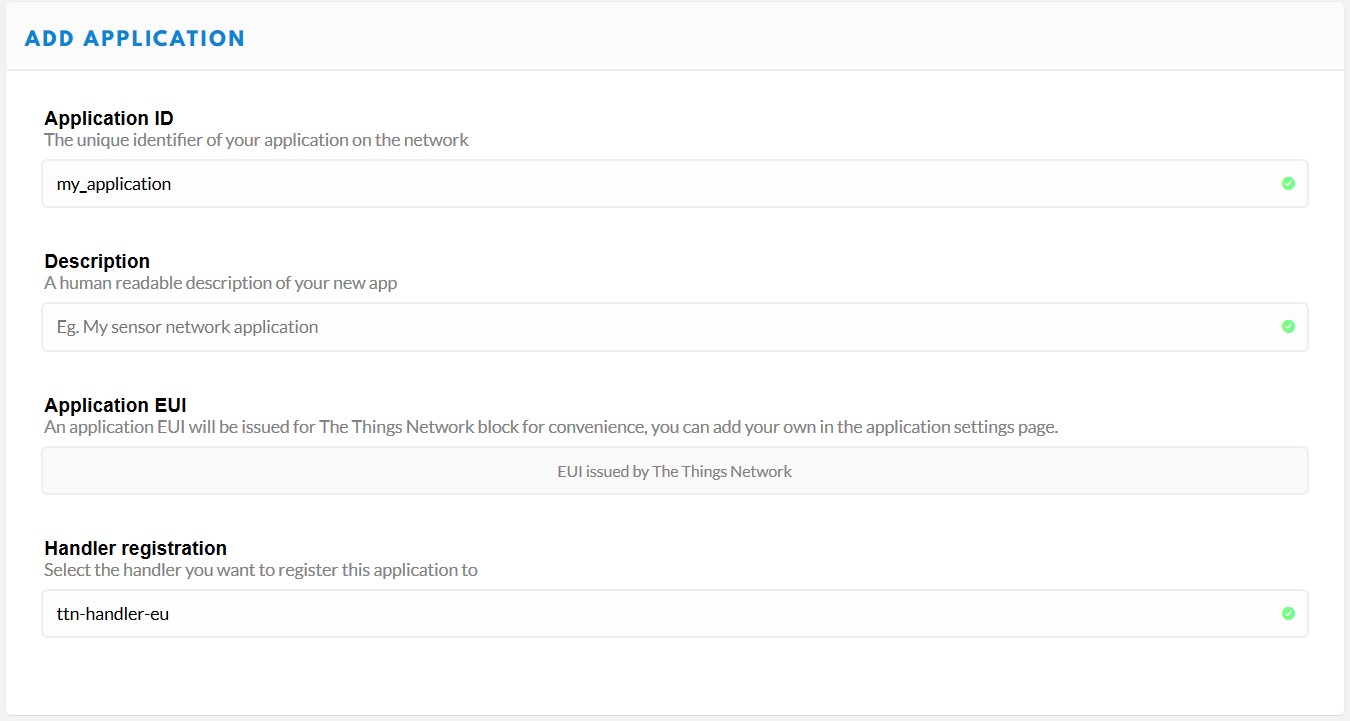 ADD APPLICATION
Application ID
The unique identifier of your application on the network
my_application
Description
A human readable description of your new app
Eg. My sensor network application
Application EUI
An application EUI will be issued for The Things Network block for convenience, you can add your own in the application settings page.
EUI issued by The Things Network
Handler registration
Select the handler you want to register this application to
ttn-handler-eu